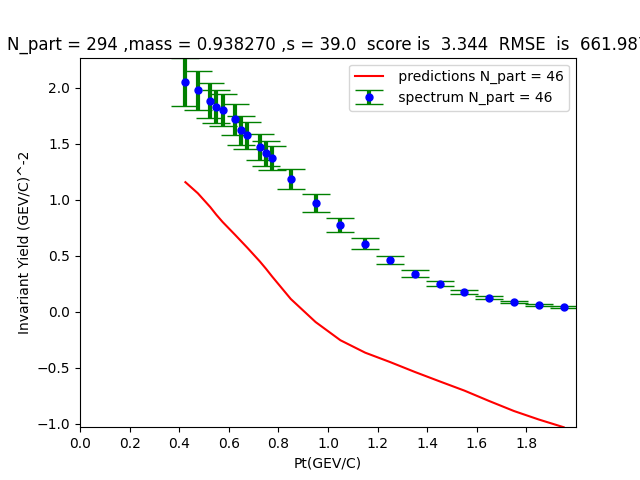 N_part = 294 ,mass = 0.938270 ,s = 39.0  score is  3.344  RMSE  is  661.98
predictions N_part = 46
spectrum N_part = 46
Invariant Yield (GEV/C)^-2
2.0
1.5
1.0
0.5
0.0
−0.5
−1.0
0.0 0.2 0.4 0.6 0.8 1.0 1.2 1.4 1.6 1.8
Pt(GEV/C)